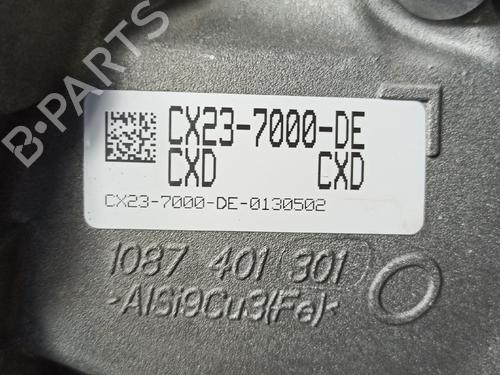 CX23-7000-DE
CXD CXD
CX23-7000-DE-0130502
1087 401 301
>AlSi9Cu3(Fe)<
B-PARTS